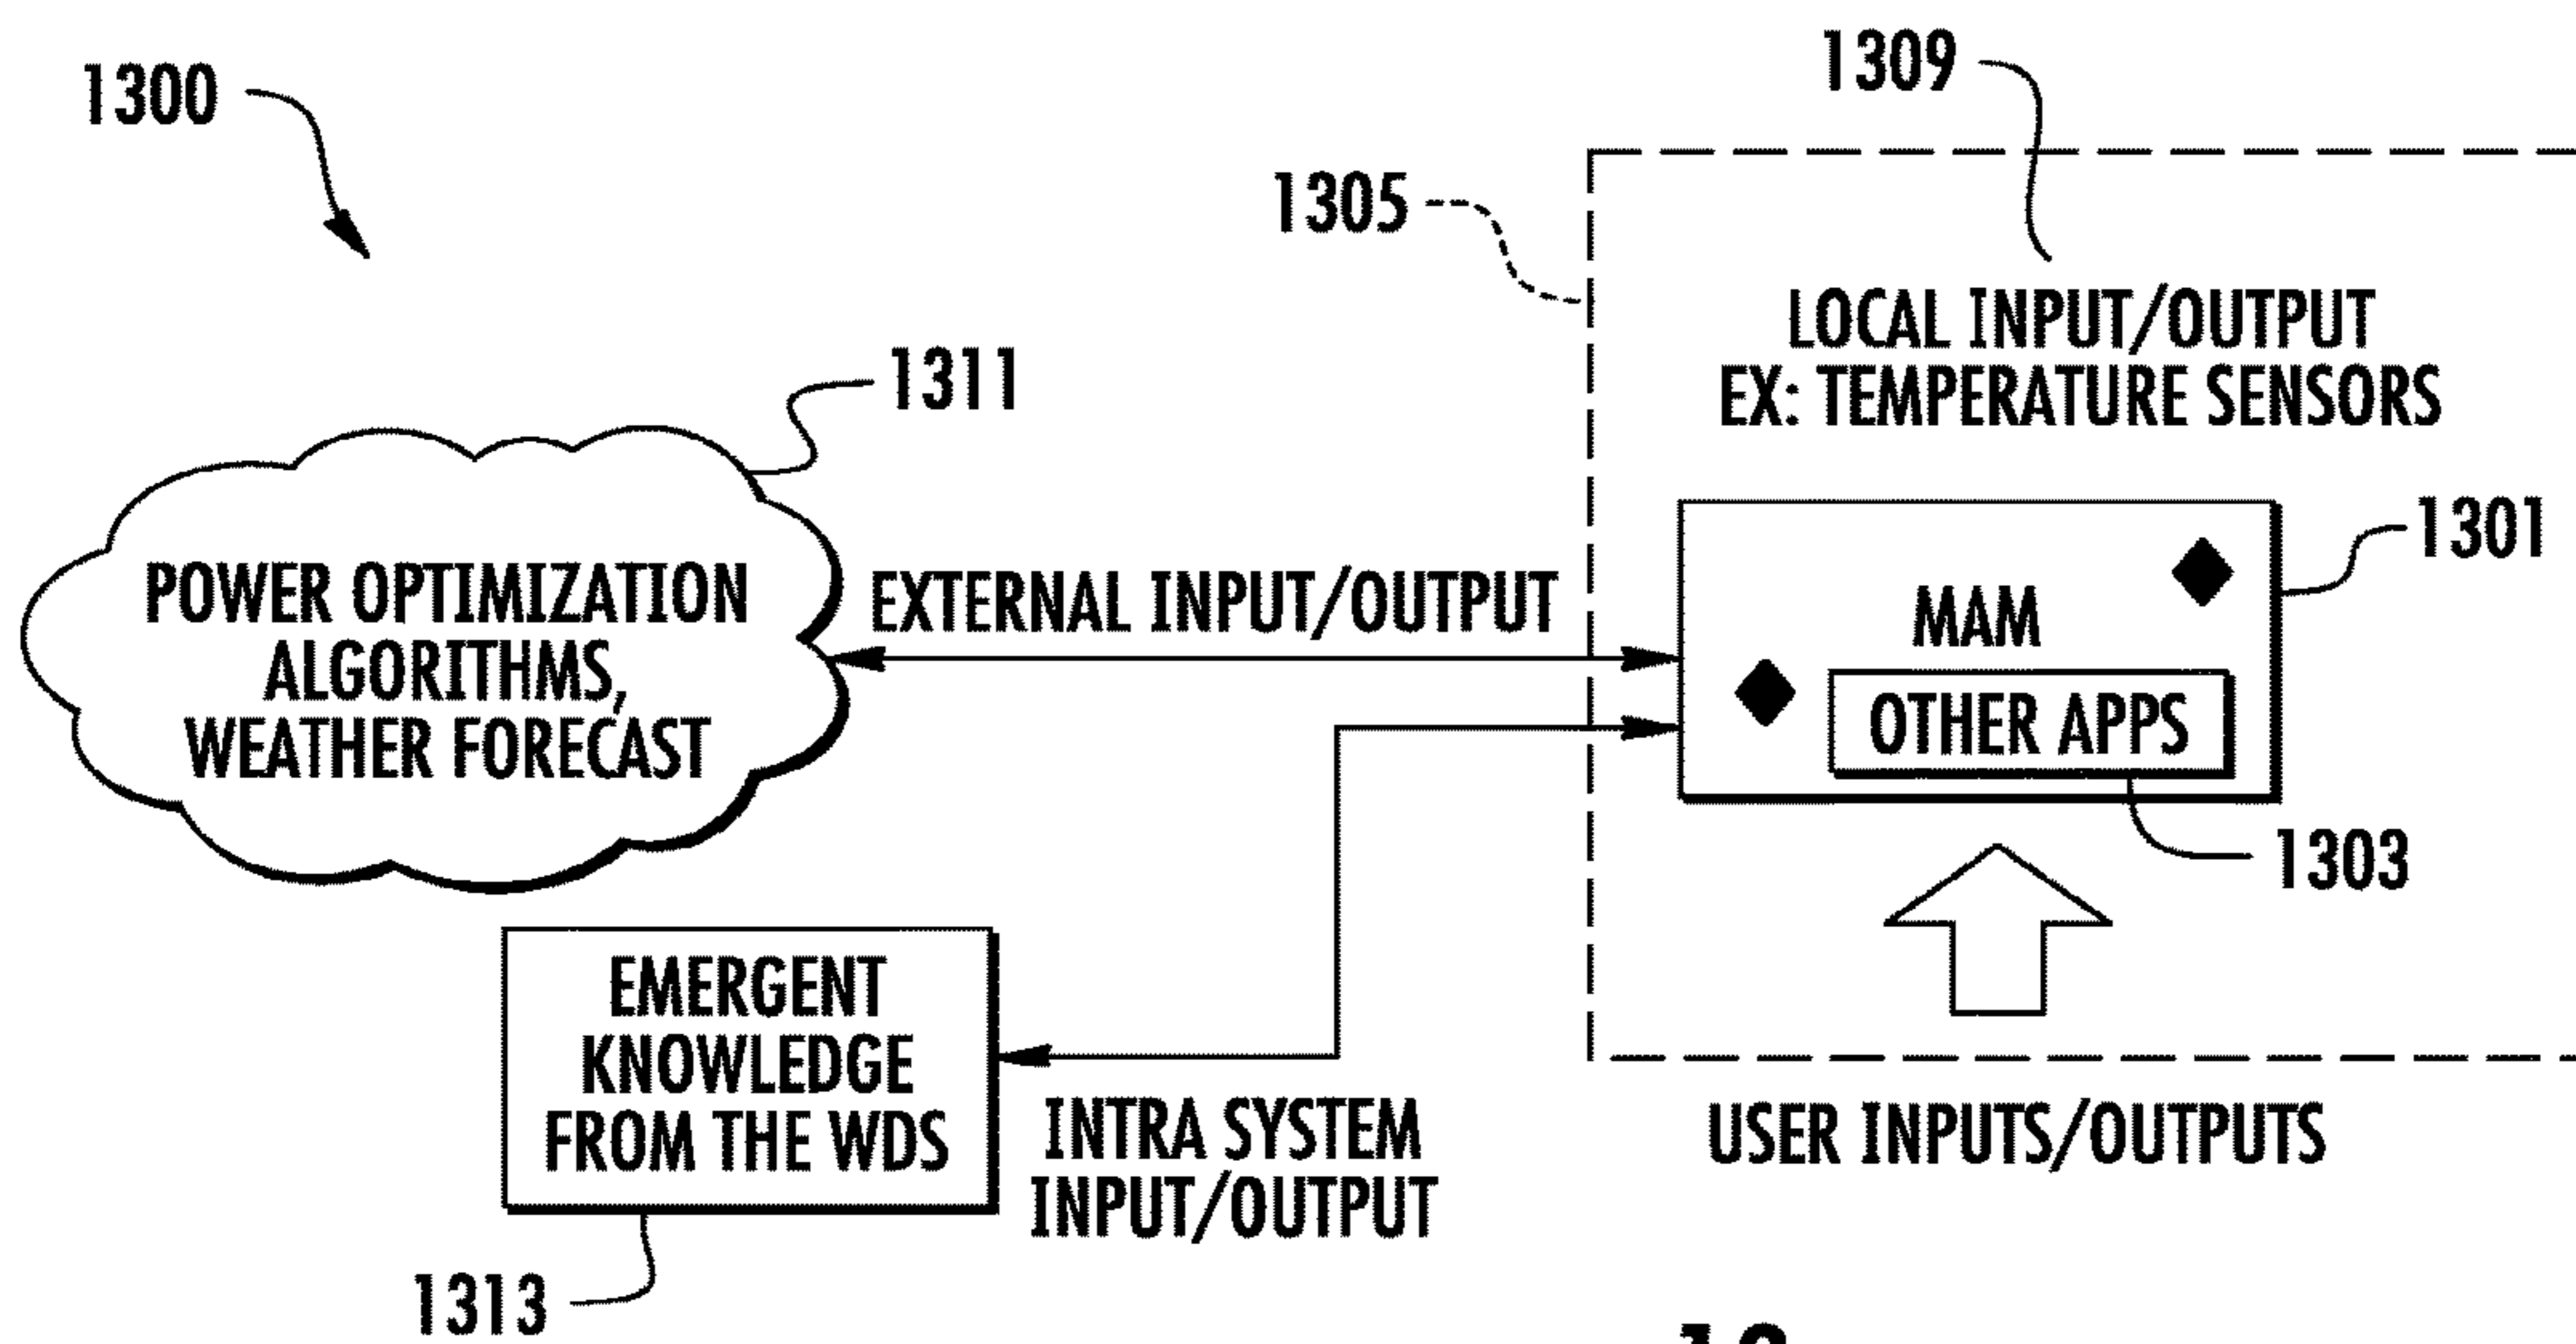 1300
1309
1305
LOCAL INPUT/OUTPUT
EX: TEMPERATURE SENSORS
1311
1301
POWER OPTIMIZATION
ALGORITHMS,
WEATHER FORECAST
EXTERNAL INPUT/OUTPUT
MAM
OTHER APPS
1303
EMERGENT
KNOWLEDGE
FROM THE WDS
INTRA SYSTEM
INPUT/OUTPUT
USER INPUTS/OUTPUTS
1313